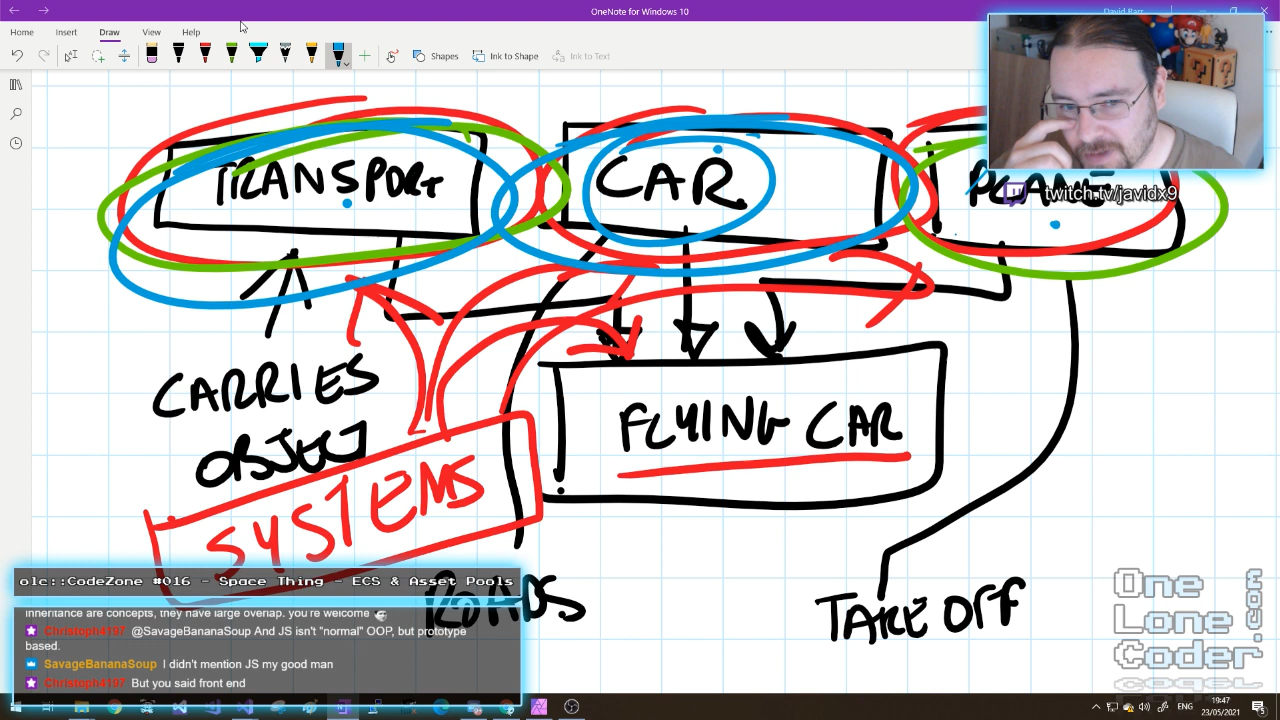 OneNote for Windows 10
David Barr
Home Insert Draw View Help
Shapes Ink to Shape Ink to Text
TRANSPORT
CAR
PLANE
twitch.tv/javidx9
CARRIES
OBJECT
FLYING CAR
SYSTEMS
ROADS
TAKE OFF
olc::CodeZone #016 - Space Thing - ECS & Asset Pools
inheritance are concepts, they have large overlap. you're welcome
Christoph4197 @SavageBananaSoup And JS isn't "normal" OOP, but prototype
based.
SavageBananaSoup I didn't mention JS my good man
Christoph4197 But you said front end
One
Lone
Coder
.com
ENG
19:47
23/05/2021